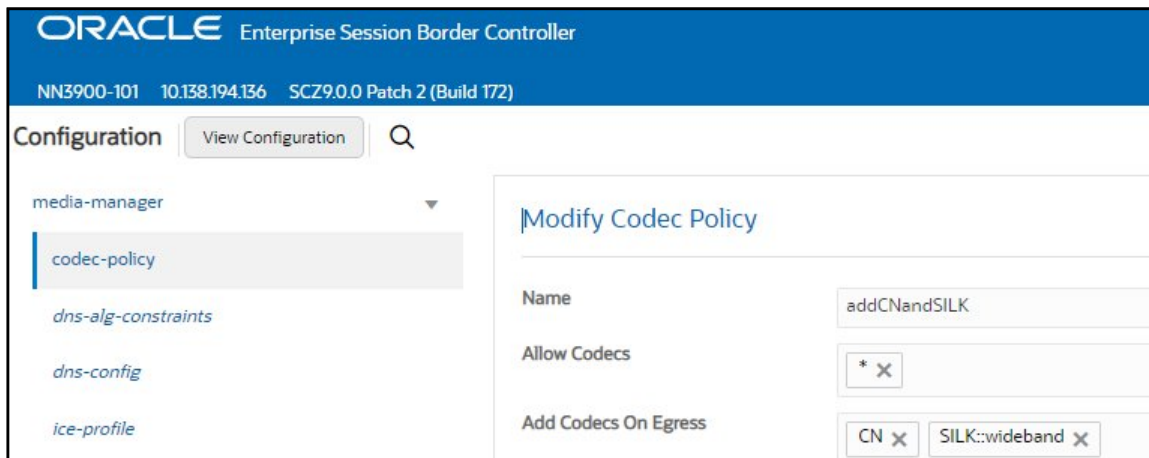 ORACLE Enterprise Session Border Controller
NN3900-101 10.138.194.136 SCZ9.0.0 Patch 2 (Build 172)
Configuration View Configuration
media-manager
codec-policy
dns-alg-constraints
dns-config
ice-profile
Modify Codec Policy
Name addCNandSILK
Allow Codecs *
Add Codecs On Egress CN SILK::wideband